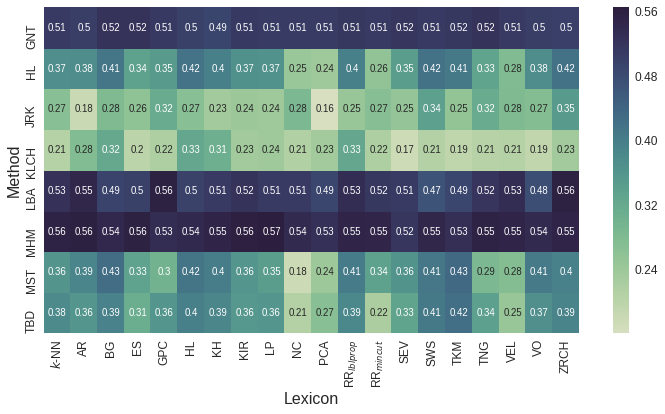 GNT 0.51 0.5 0.52 0.52 0.51 0.5 0.49 0.51 0.51 0.51 0.51 0.51 0.51 0.52 0.51 0.52 0.51 0.51 0.5 0.5
HL 0.37 0.38 0.41 0.34 0.35 0.42 0.4 0.37 0.37 0.25 0.24 0.4 0.26 0.35 0.42 0.41 0.33 0.28 0.38 0.42
JRK 0.27 0.18 0.28 0.26 0.32 0.27 0.23 0.24 0.24 0.28 0.16 0.25 0.27 0.25 0.34 0.25 0.27 0.28 0.27 0.35
KLCH 0.21 0.28 0.32 0.2 0.22 0.33 0.31 0.23 0.24 0.21 0.23 0.33 0.22 0.17 0.21 0.19 0.21 0.21 0.19 0.23
LBA 0.53 0.55 0.49 0.5 0.56 0.5 0.51 0.52 0.51 0.51 0.49 0.53 0.52 0.51 0.47 0.49 0.52 0.53 0.48 0.56
MHM 0.56 0.56 0.54 0.56 0.53 0.54 0.55 0.56 0.57 0.54 0.53 0.55 0.55 0.52 0.55 0.53 0.55 0.55 0.54 0.55
MST 0.36 0.39 0.43 0.33 0.3 0.42 0.4 0.36 0.35 0.18 0.24 0.41 0.34 0.36 0.41 0.43 0.29 0.28 0.41 0.4
TBD 0.38 0.36 0.39 0.31 0.36 0.4 0.39 0.36 0.36 0.21 0.27 0.39 0.22 0.33 0.41 0.42 0.34 0.25 0.37 0.39
Method
k-NN AR BG ES GPC HL KH KIR LP NC PCA RR_lblprop RR_mincut SEV SWS TKM TNG VEL VO ZRCH
Lexicon
0.56
0.48
0.40
0.32
0.24